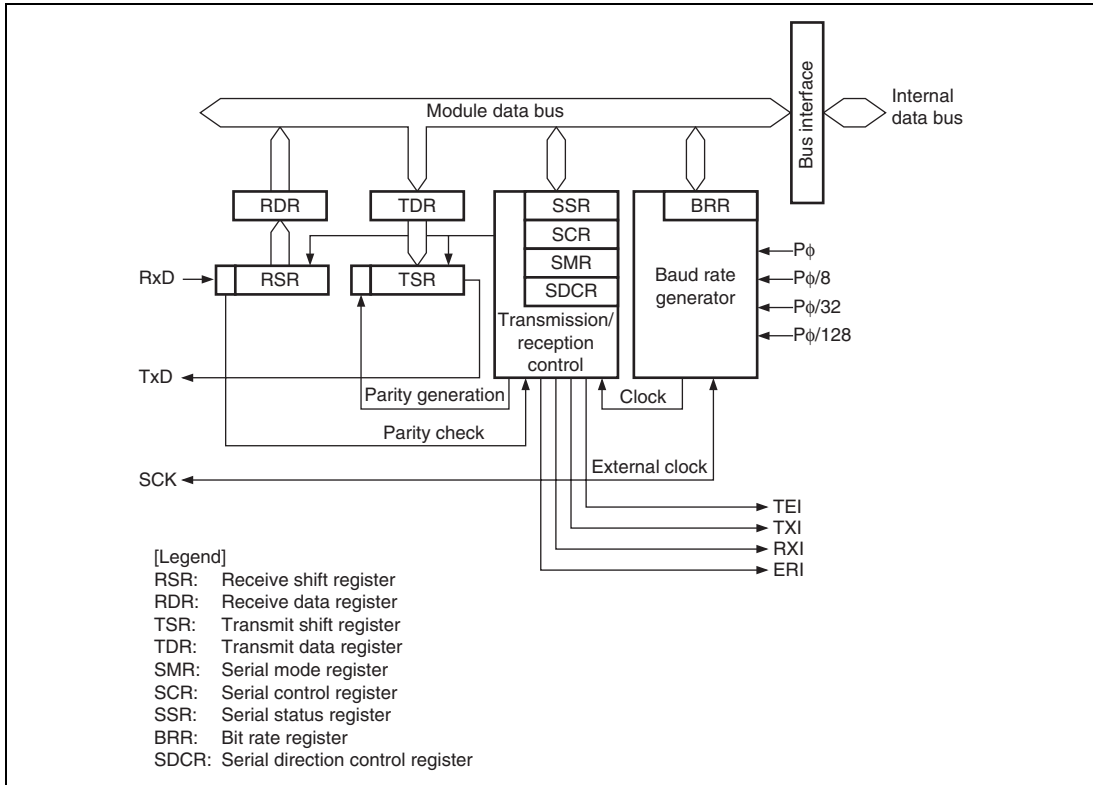 Module data bus
Bus interface
Internal
data bus
RDR
TDR
SSR
BRR
SCR
SMR
SDCR
RxD
RSR
TSR
Baud rate
generator
Pϕ
Pϕ/8
Pϕ/32
Pϕ/128
Transmission/
reception
control
TxD
Parity generation
Clock
Parity check
SCK
External clock
TEI
TXI
RXI
ERI
[Legend]
RSR: Receive shift register
RDR: Receive data register
TSR: Transmit shift register
TDR: Transmit data register
SMR: Serial mode register
SCR: Serial control register
SSR: Serial status register
BRR: Bit rate register
SDCR: Serial direction control register